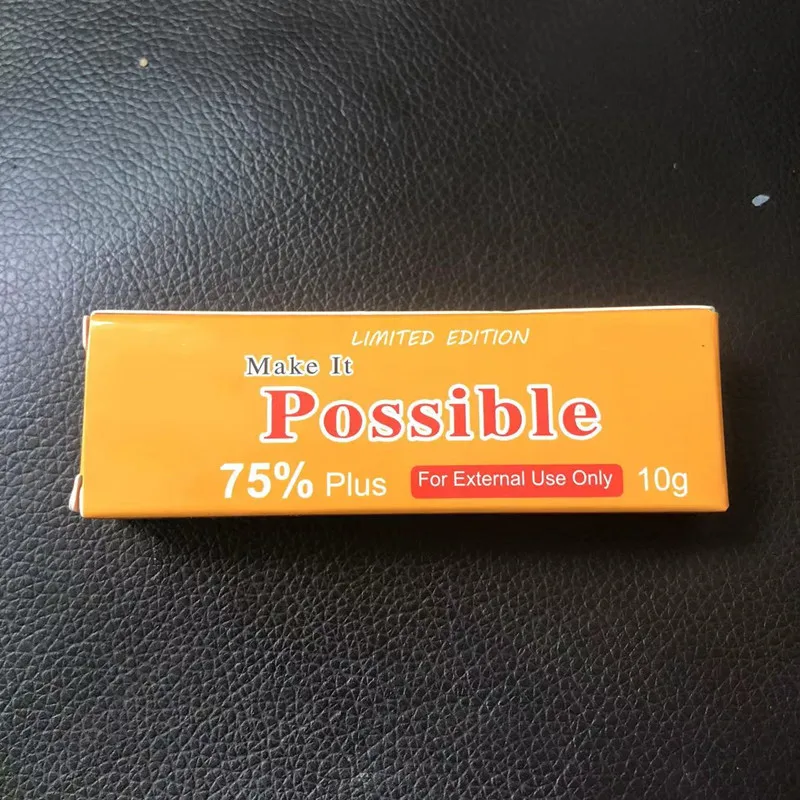 LIMITED EDITION
Make It
Possible
75% Plus For External Use Only 10g